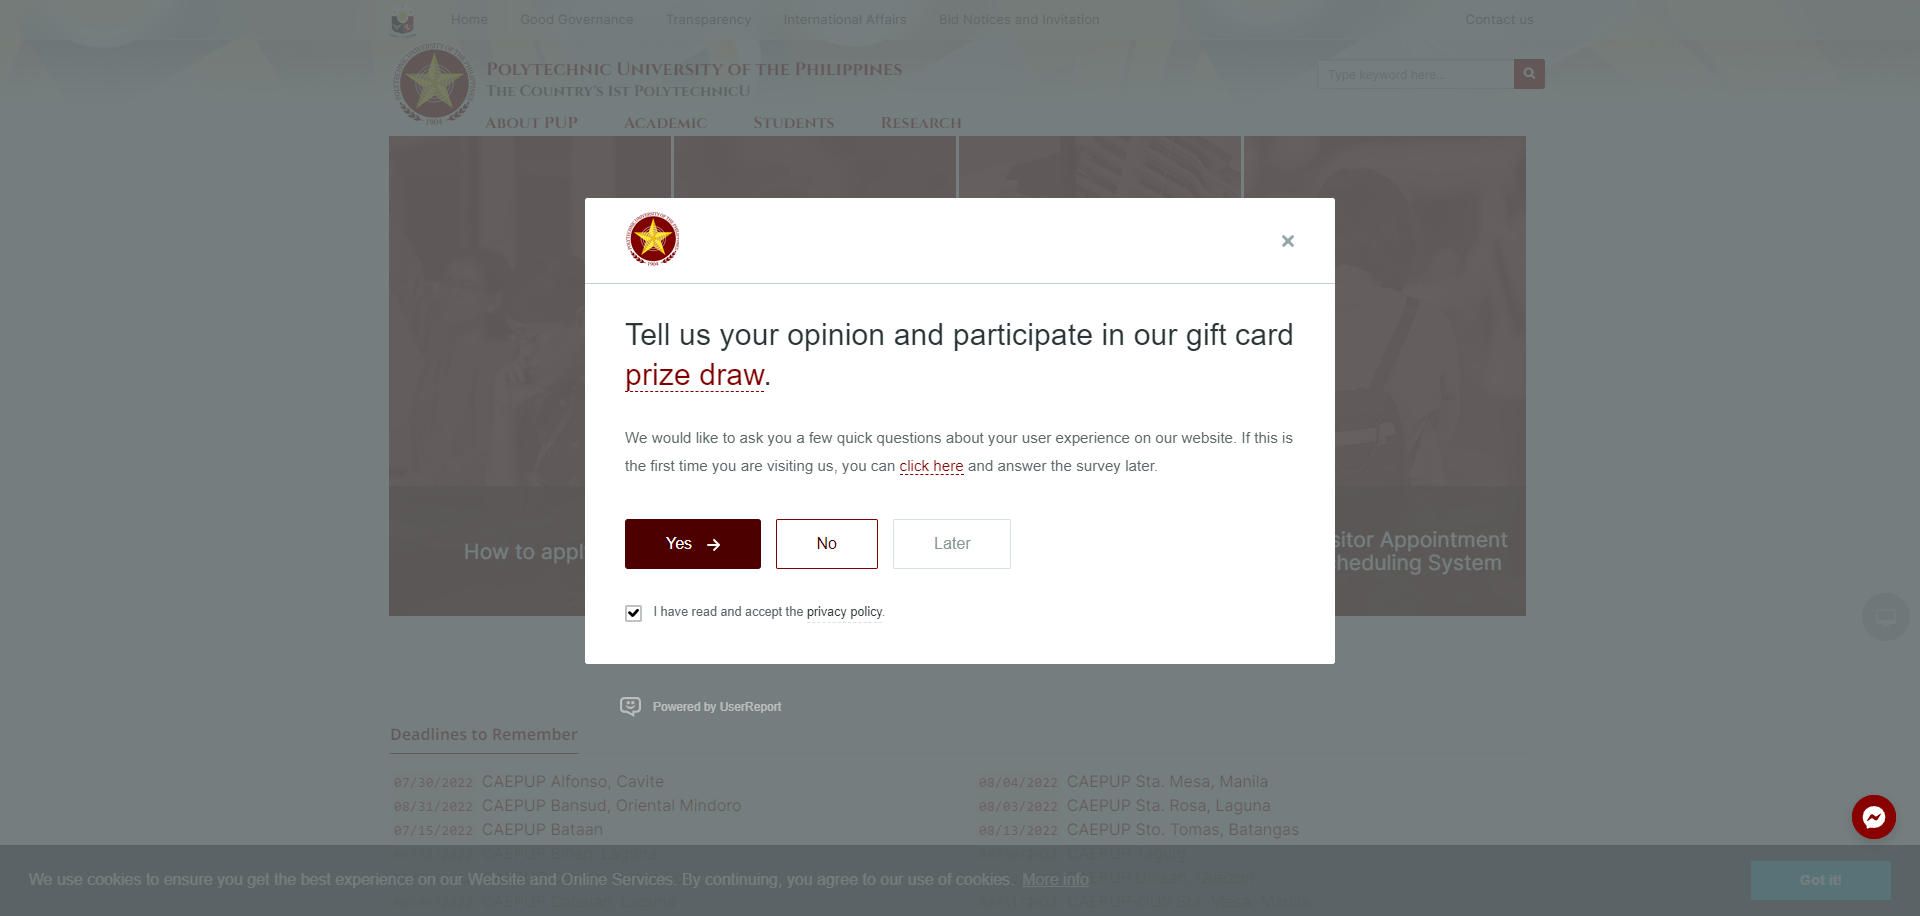 Home Good Governance Transparency International Affairs Bid Notices and Invitation Contact us
Polytechnic University of the Philippines
The Country's 1st PolytechnicU
Type keyword here...
About PUP Academic Students Research
POLYTECHNIC UNIVERSITY OF THE PHILIPPINES
1904
×
Tell us your opinion and participate in our gift card
prize draw.
We would like to ask you a few quick questions about your user experience on our website. If this is
the first time you are visiting us, you can click here and answer the survey later.
Yes
No
Later
I have read and accept the privacy policy.
How to appl
sitor Appointment
heduling System
Powered by UserReport
Deadlines to Remember
07/30/2022 CAEPUP Alfonso, Cavite
08/31/2022 CAEPUP Bansud, Oriental Mindoro
07/15/2022 CAEPUP Bataan
08/04/2022 CAEPUP Sta. Mesa, Manila
08/03/2022 CAEPUP Sta. Rosa, Laguna
08/13/2022 CAEPUP Sto. Tomas, Batangas
We use cookies to ensure you get the best experience on our Website and Online Services. By continuing, you agree to our use of cookies. More info
Got it!